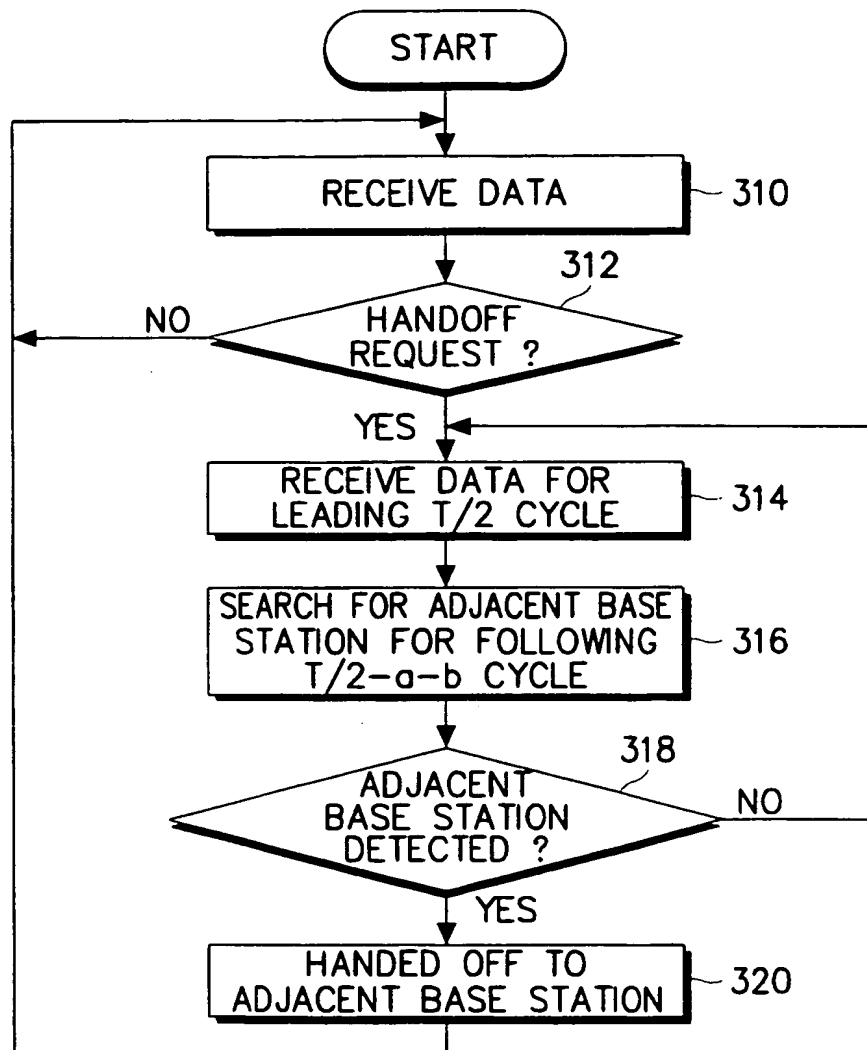 START
RECEIVE DATA
310
312
HANDOFF
REQUEST ?
NO
YES
RECEIVE DATA FOR
LEADING T/2 CYCLE
314
SEARCH FOR ADJACENT BASE
STATION FOR FOLLOWING
T/2-a-b CYCLE
316
318
ADJACENT
BASE STATION
DETECTED ?
NO
YES
HANDED OFF TO
ADJACENT BASE STATION
320